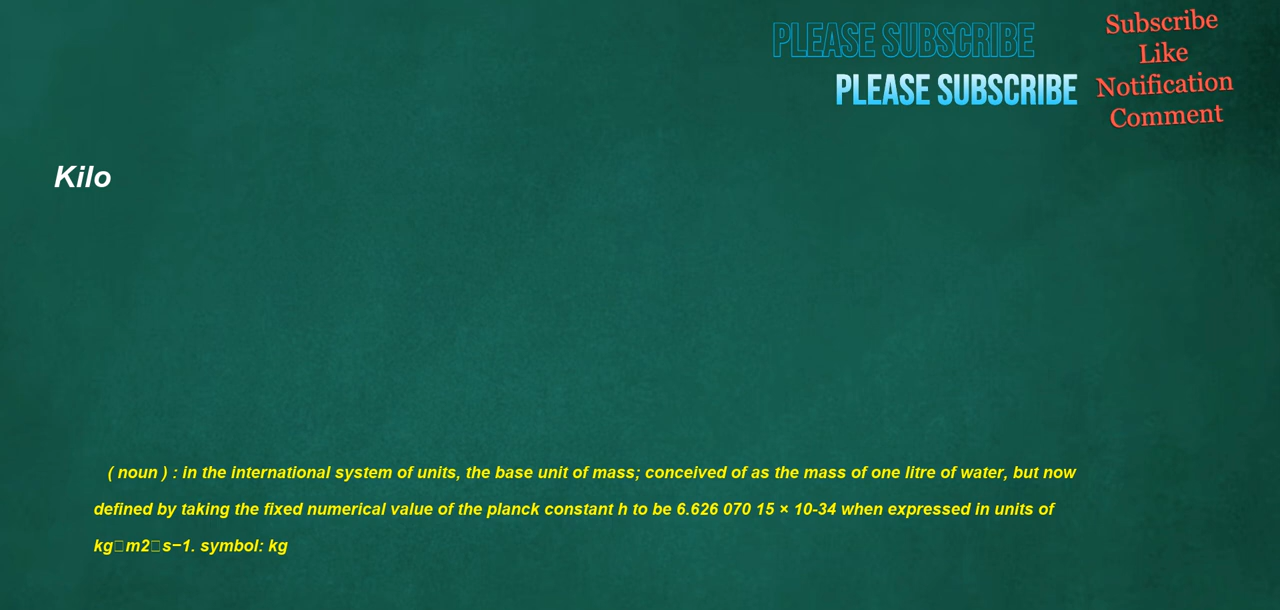 PLEASE SUBSCRIBE
PLEASE SUBSCRIBE
Subscribe
Like
Notification
Comment
Kilo
( noun ) : in the international system of units, the base unit of mass; conceived of as the mass of one litre of water, but now
defined by taking the fixed numerical value of the planck constant h to be 6.626 070 15 × 10-34 when expressed in units of
kg□m2□s−1. symbol: kg